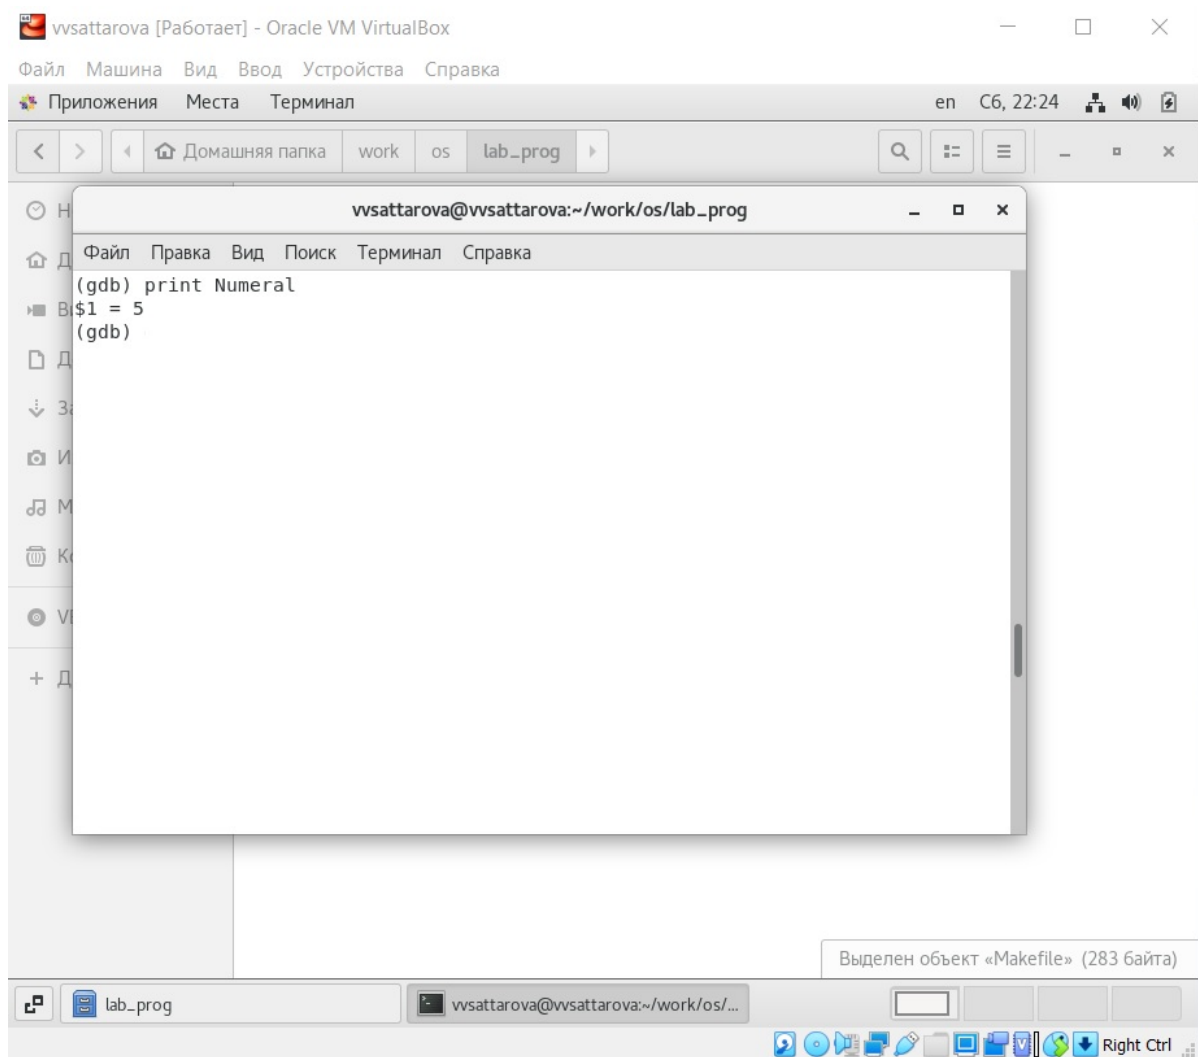 vvsattarova [Работает] - Oracle VM VirtualBox
Файл Машина Вид Ввод Устройства Справка
Приложения Места Терминал en Сб, 22:24
Домашняя папка work os lab_prog
vvsattarova@vvsattarova:~/work/os/lab_prog
Файл Правка Вид Поиск Терминал Справка
(gdb) print Numeral
$1 = 5
(gdb)
Выделен объект «Makefile» (283 байта)
lab_prog vvsattarova@vvsattarova:~/work/os/...
Right Ctrl